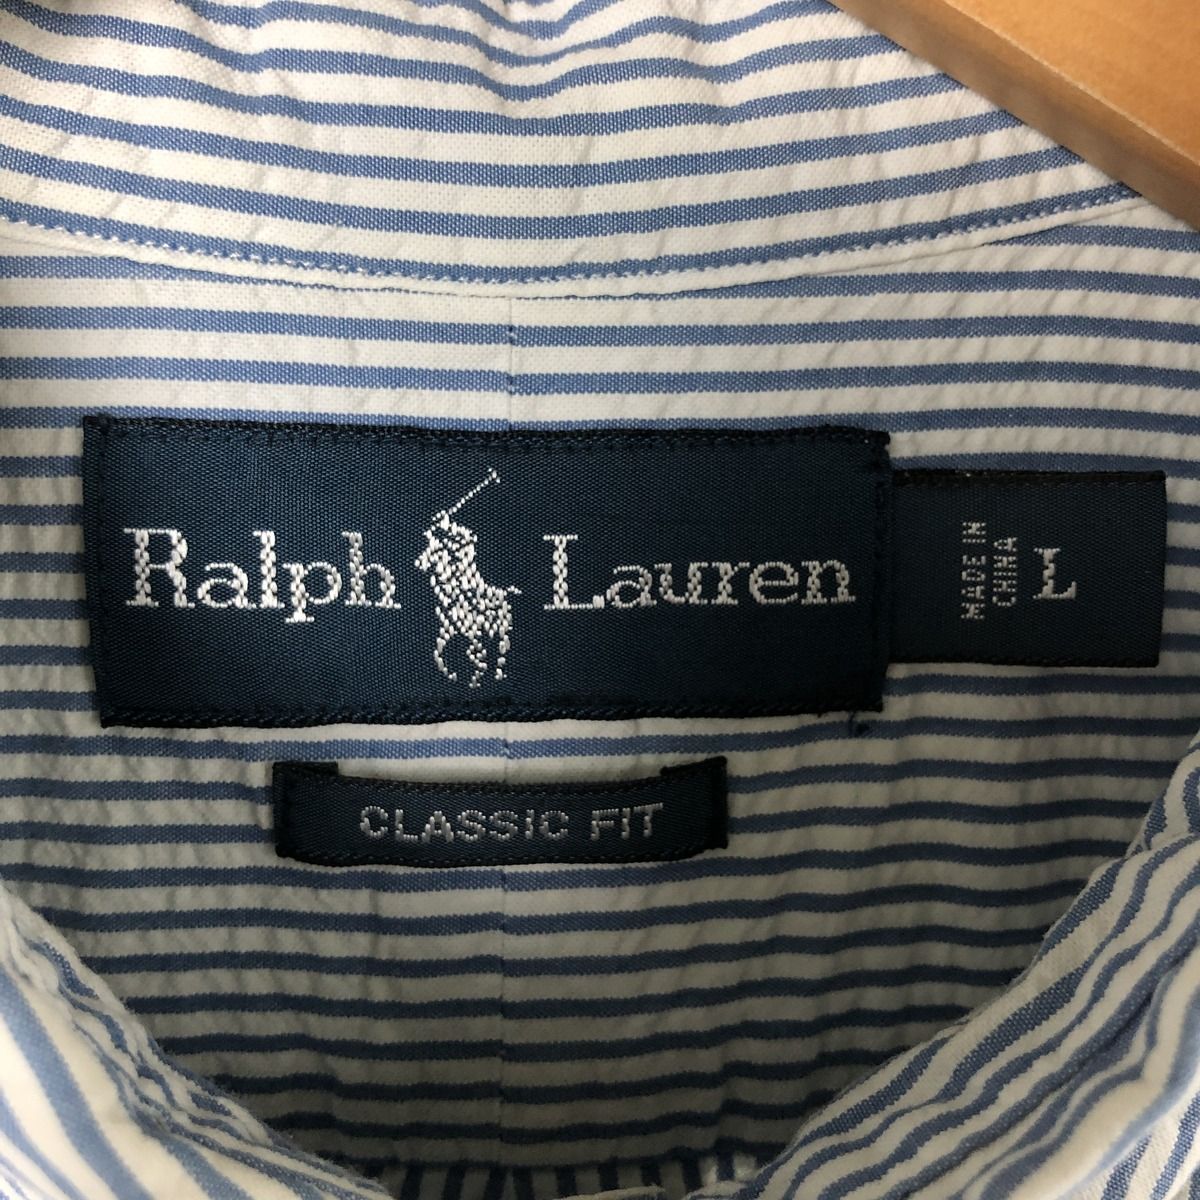 Ralph Lauren
MADE IN
CHINA
L
CLASSIC FIT